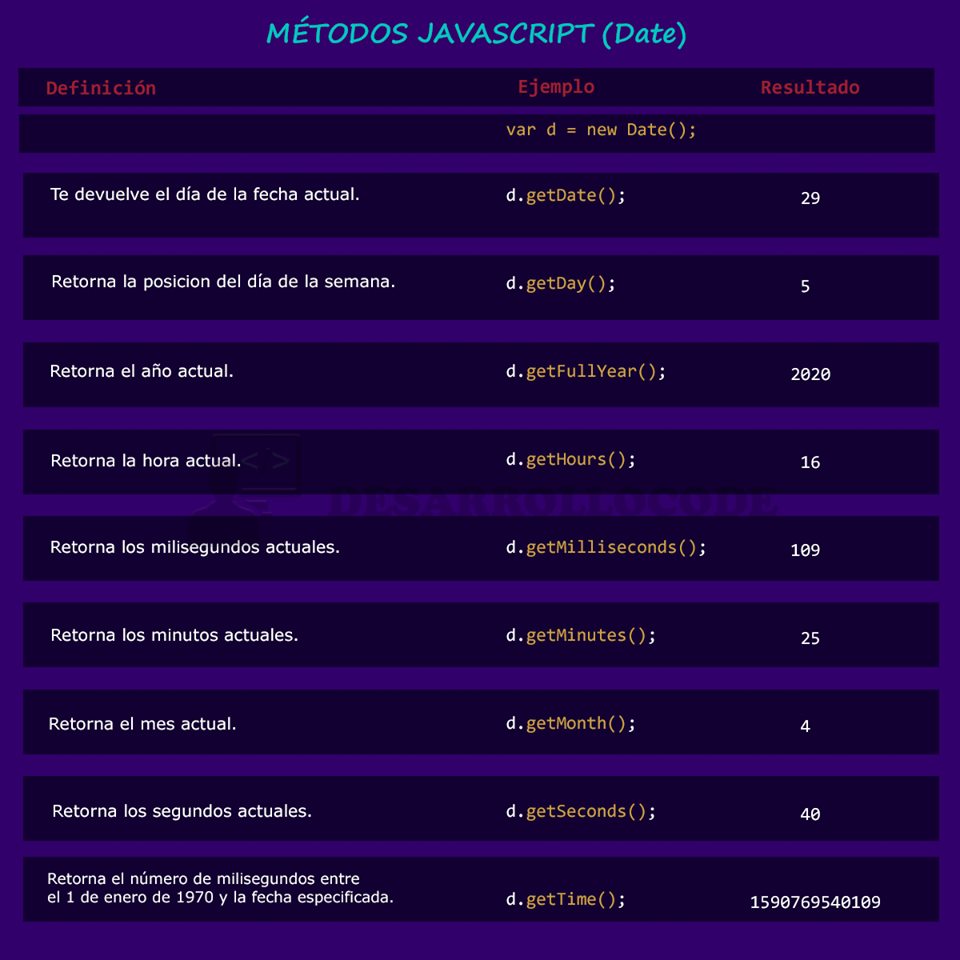 MÉTODOS JAVASCRIPT (Date)
Definición Ejemplo Resultado
var d = new Date();
Te devuelve el día de la fecha actual. d.getDate(); 29
Retorna la posicion del día de la semana. d.getDay(); 5
Retorna el año actual. d.getFullYear(); 2020
Retorna la hora actual. d.getHours(); 16
< >
DESARROLLOCODE
Retorna los milisegundos actuales. d.getMilliseconds(); 109
Retorna los minutos actuales. d.getMinutes(); 25
Retorna el mes actual. d.getMonth(); 4
Retorna los segundos actuales. d.getSeconds(); 40
Retorna el número de milisegundos entre
el 1 de enero de 1970 y la fecha especificada. d.getTime(); 1590769540109